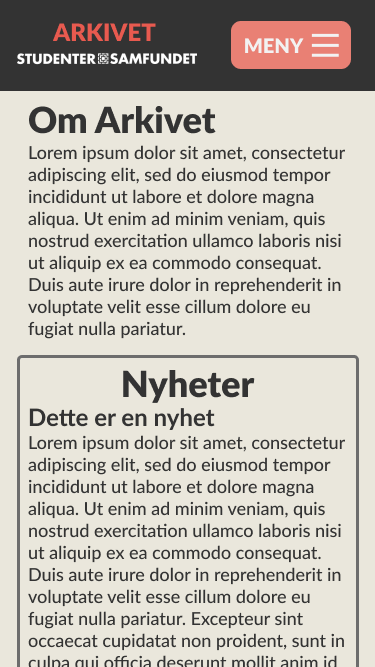 ARKIVET
STUDENTERSAMFUNDET
MENY
Om Arkivet
Lorem ipsum dolor sit amet, consectetur
adipiscing elit, sed do eiusmod tempor
incididunt ut labore et dolore magna
aliqua. Ut enim ad minim veniam, quis
nostrud exercitation ullamco laboris nisi
ut aliquip ex ea commodo consequat.
Duis aute irure dolor in reprehenderit in
voluptate velit esse cillum dolore eu
fugiat nulla pariatur.
Nyheter
Dette er en nyhet
Lorem ipsum dolor sit amet, consectetur
adipiscing elit, sed do eiusmod tempor
incididunt ut labore et dolore magna
aliqua. Ut enim ad minim veniam, quis
nostrud exercitation ullamco laboris nisi
ut aliquip ex ea commodo consequat.
Duis aute irure dolor in reprehenderit in
voluptate velit esse cillum dolore eu
fugiat nulla pariatur. Excepteur sint
occaecat cupidatat non proident, sunt in
culpa qui officia deserunt mollit anim id